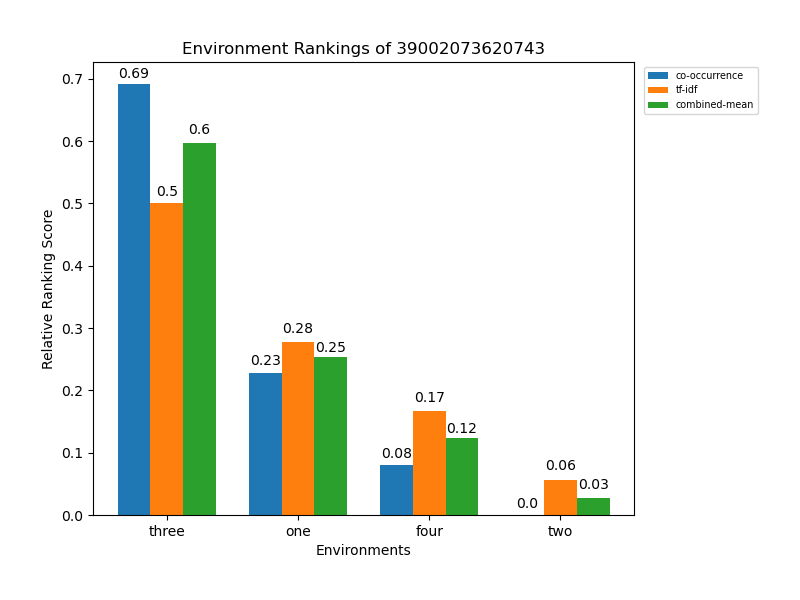 Environment Rankings of 39002073620743
co-occurrence
tf-idf
combined-mean
Relative Ranking Score
0.7
0.6
0.5
0.4
0.3
0.2
0.1
0.0
0.69
0.5
0.6
0.23
0.28
0.25
0.08
0.17
0.12
0.0
0.06
0.03
three
one
four
two
Environments